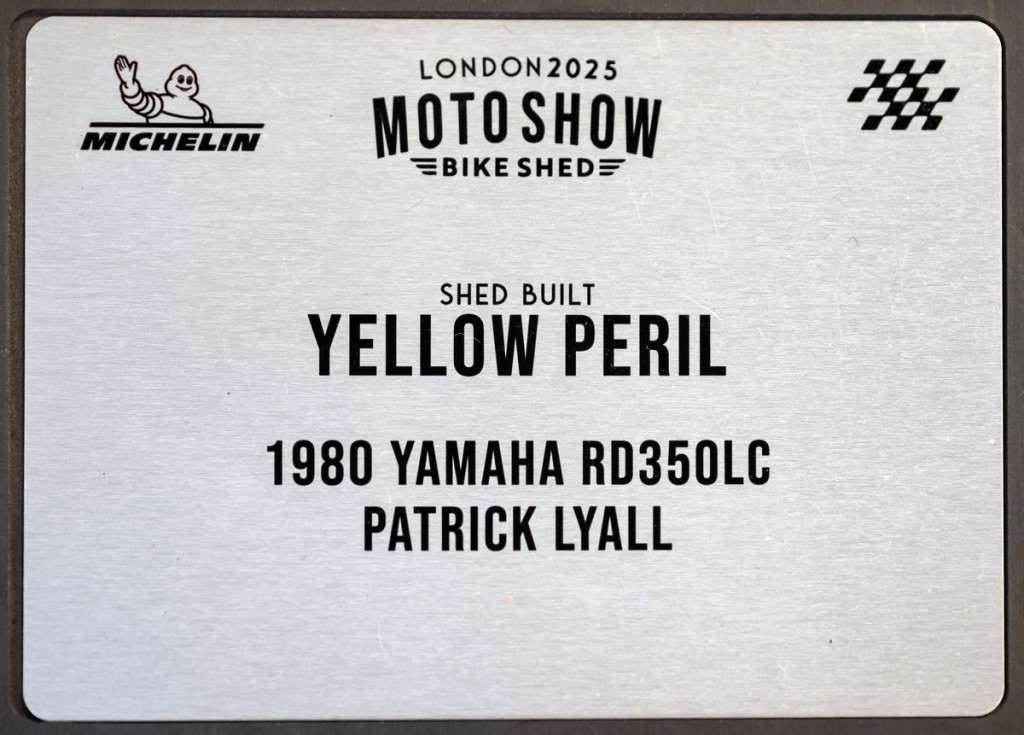 MICHELIN
LONDON2025
MOTOSHOW
BIKE SHED
SHED BUILT
YELLOW PERIL
1980 YAMAHA RD350LC
PATRICK LYALL